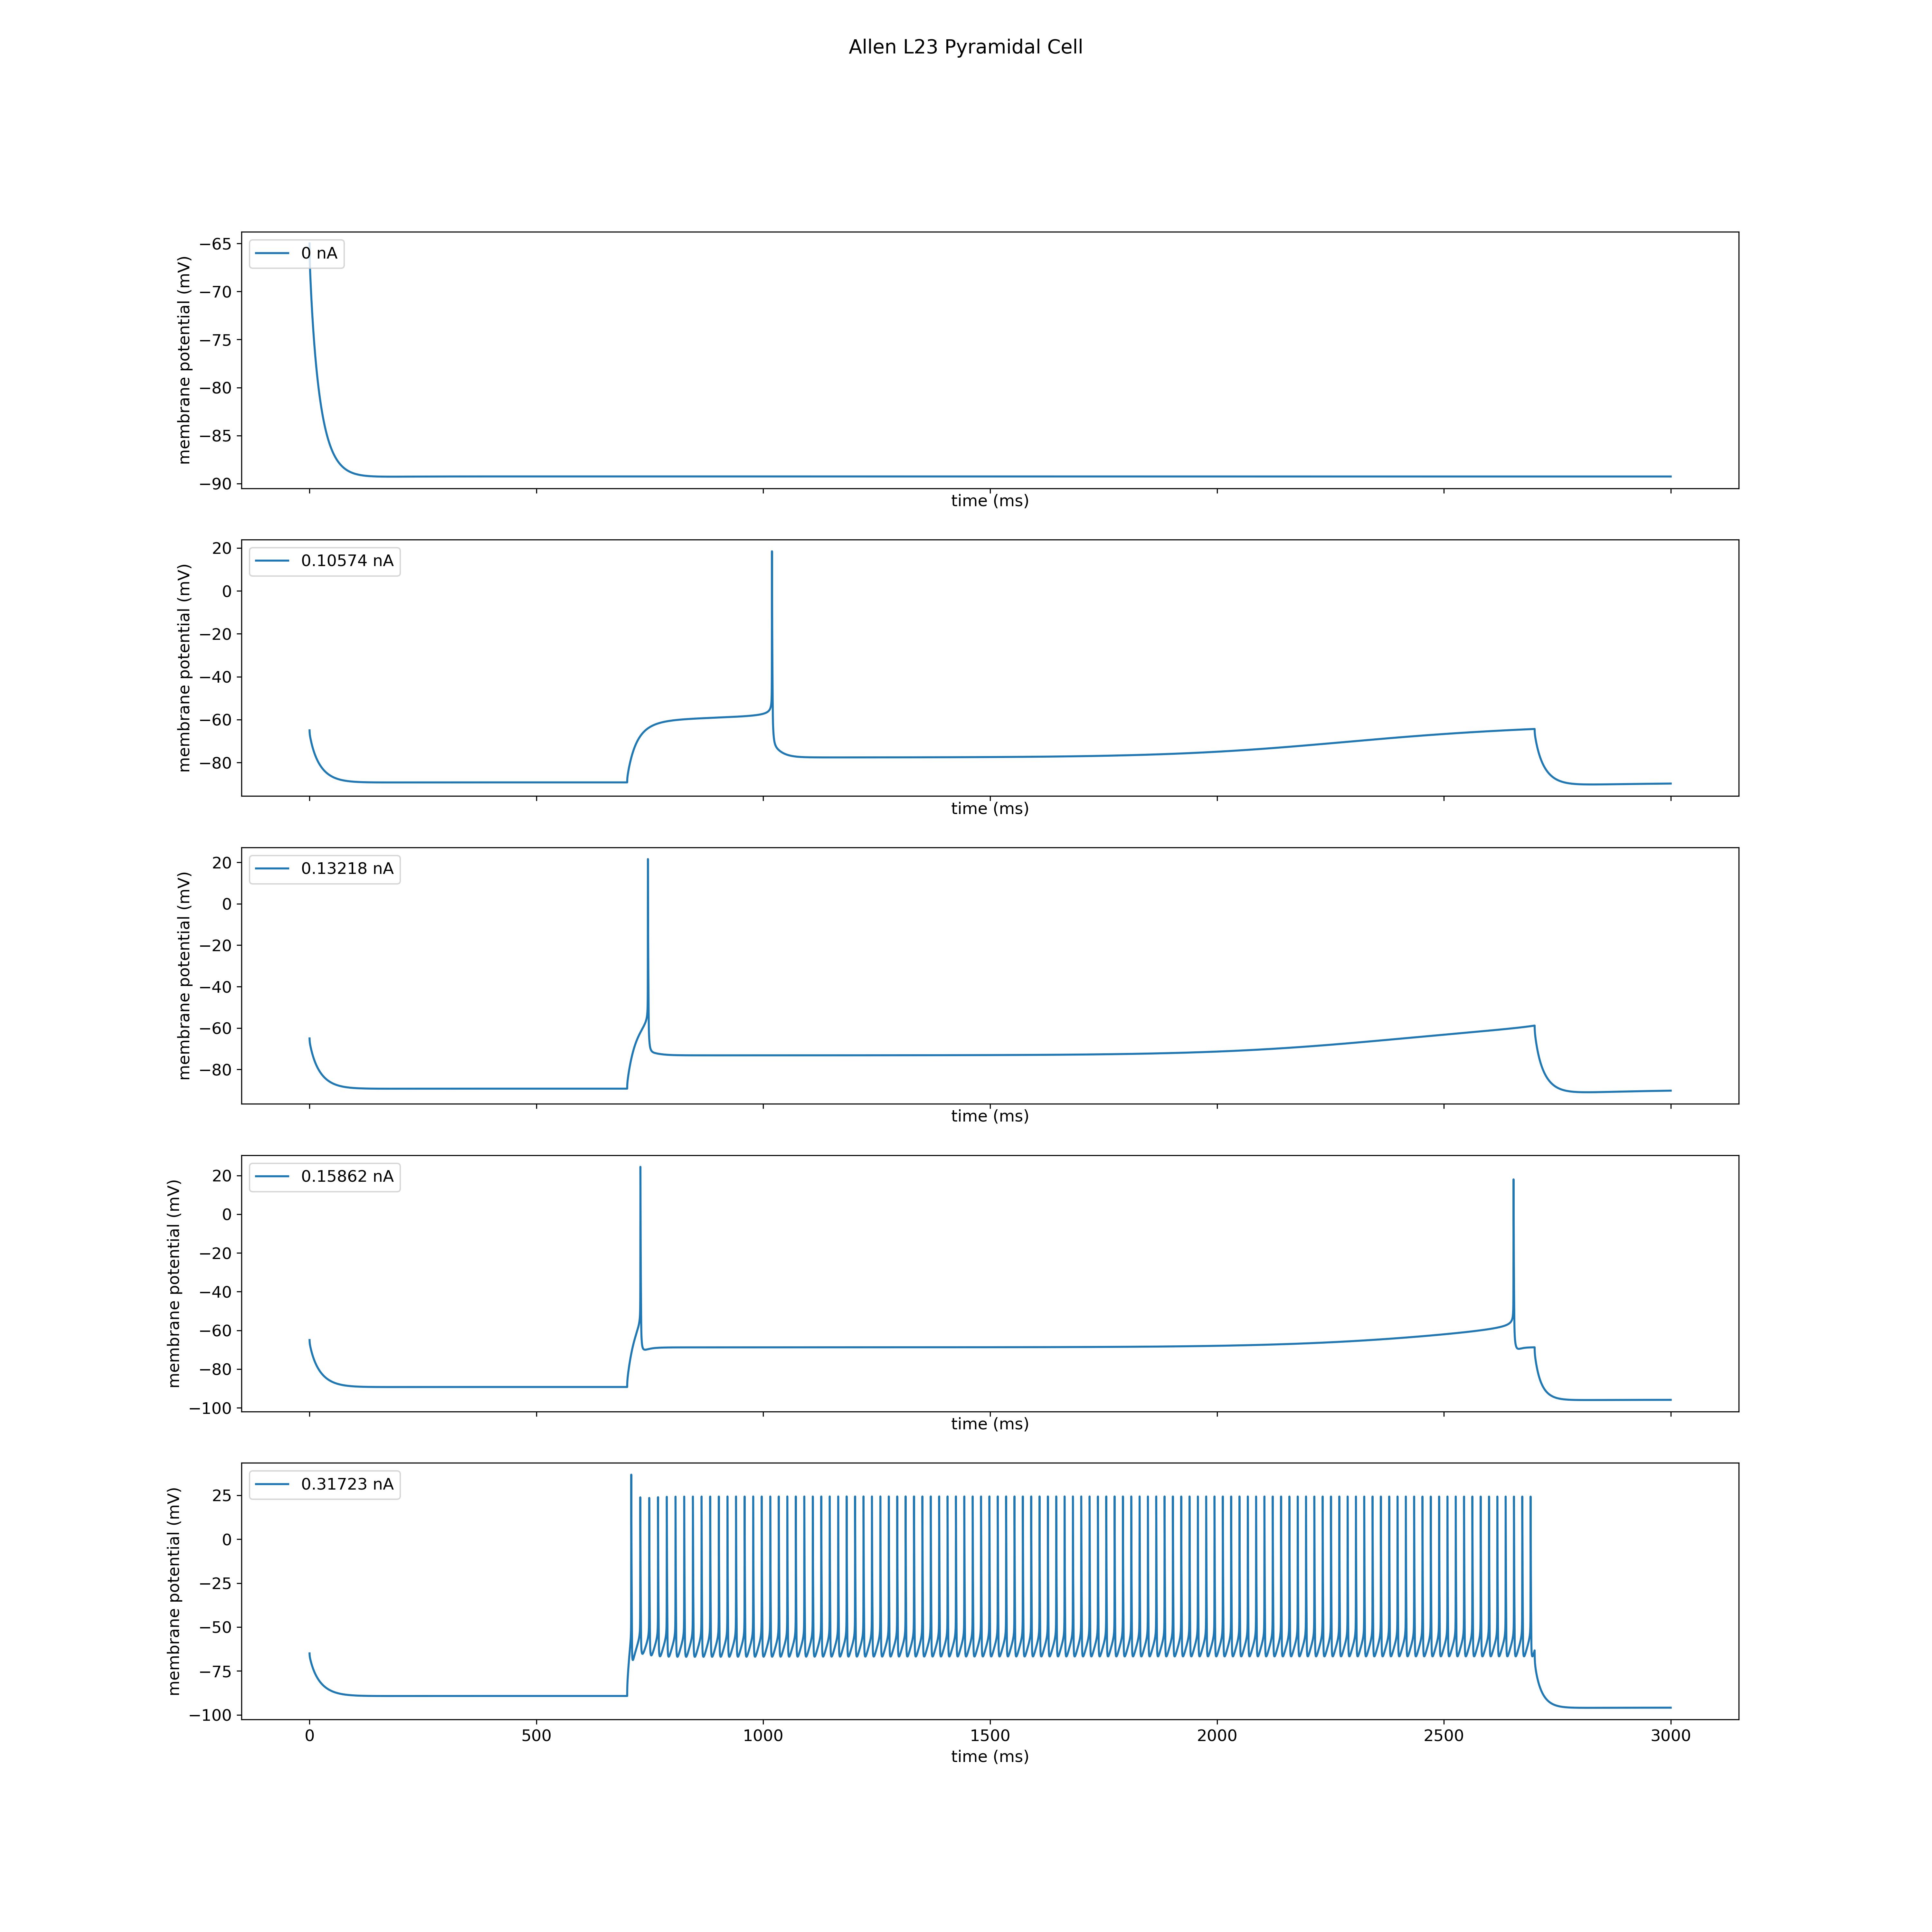 Allen L23 Pyramidal Cell
membrane potential (mV)
−65
−70
−75
−80
−85
−90
0 nA
time (ms)
membrane potential (mV)
20
0
−20
−40
−60
−80
0.10574 nA
time (ms)
membrane potential (mV)
20
0
−20
−40
−60
−80
0.13218 nA
time (ms)
membrane potential (mV)
20
0
−20
−40
−60
−80
−100
0.15862 nA
time (ms)
membrane potential (mV)
25
0
−25
−50
−75
−100
0.31723 nA
0 500 1000 1500 2000 2500 3000
time (ms)